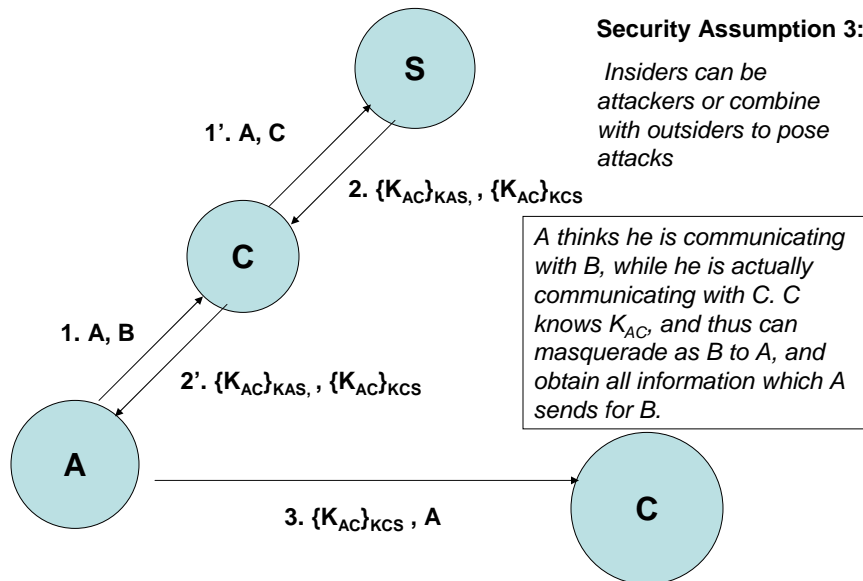 Security Assumption 3:
Insiders can be
attackers or combine
with outsiders to pose
attacks
S
1’. A, C
2. {KAC}KAS, , {KAC}KCS
C
A thinks he is communicating
with B, while he is actually
communicating with C. C
knows KAC, and thus can
masquerade as B to A, and
obtain all information which A
sends for B.
1. A, B
2’. {KAC}KAS, , {KAC}KCS
A
3. {KAC}KCS , A
C